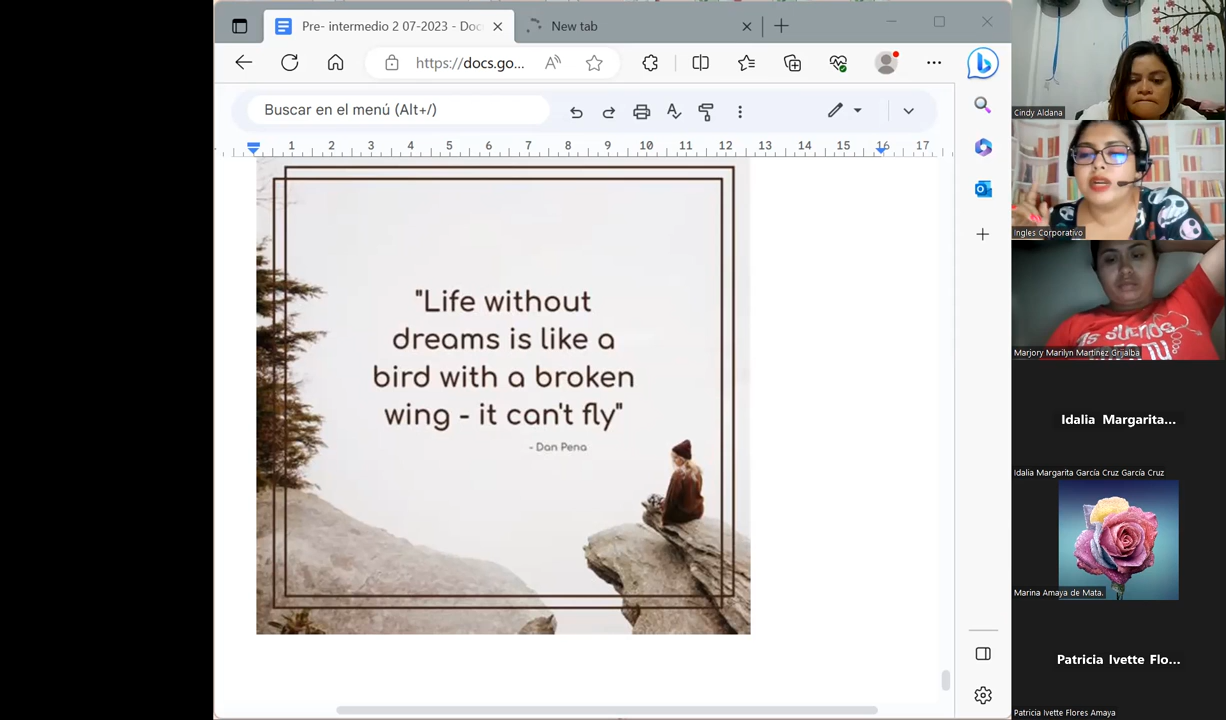 Pre- intermedio 2 07-2023 - Doc
New tab
https://docs.go...
Buscar en el menú (Alt+/)
1 2 3 4 5 6 7 8 9 10 11 12 13 14 15 16 17
"Life without
dreams is like a
bird with a broken
wing - it can't fly"
- Dan Pena
Cindy Aldana
Ingles Corporativo
Marjory Marilyn Martinez Grijalba
Idalia Margarita...
Idalia Margarita García Cruz García Cruz
Marina Amaya de Mata.
Patricia Ivette Flo...
Patricia Ivette Flores Amaya